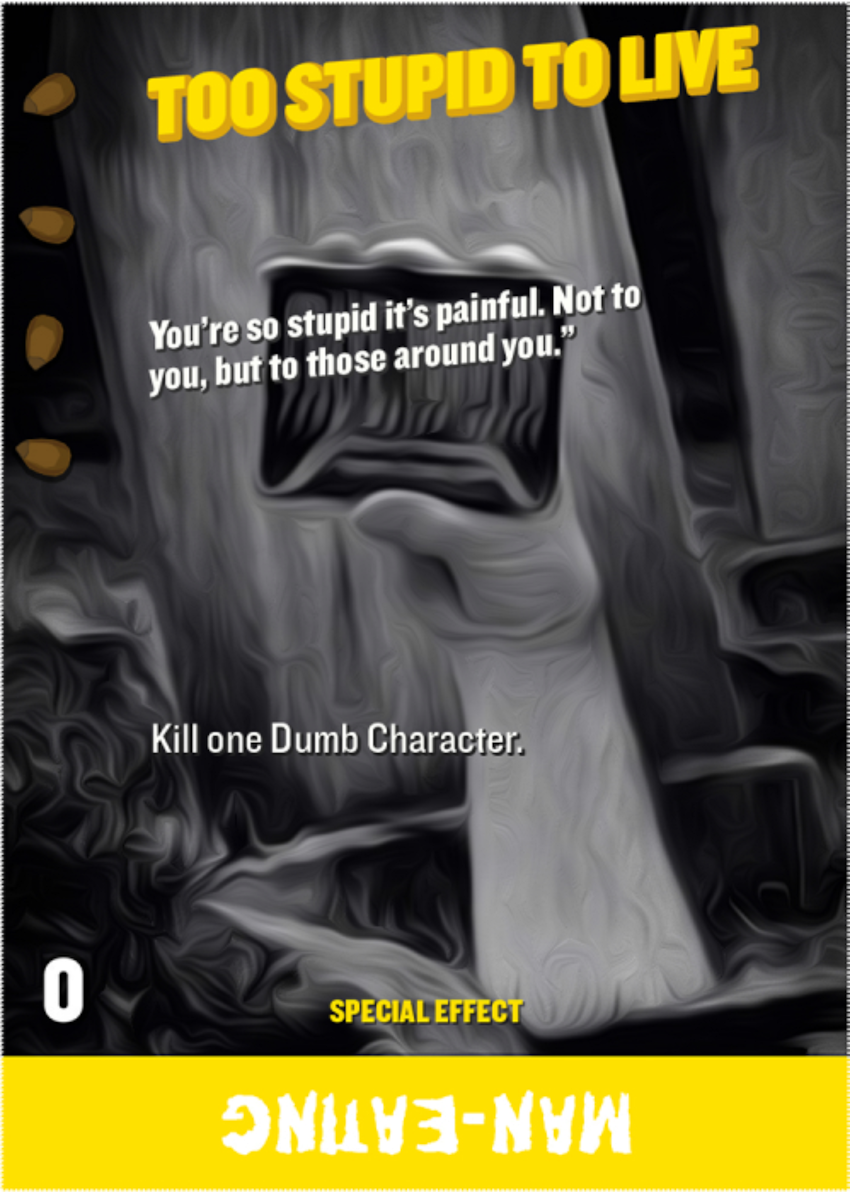 TOO STUPID TO LIVE
You're so stupid it's painful. Not to
you, but to those around you.”
Kill one Dumb Character.
0
SPECIAL EFFECT
MAN-EATING